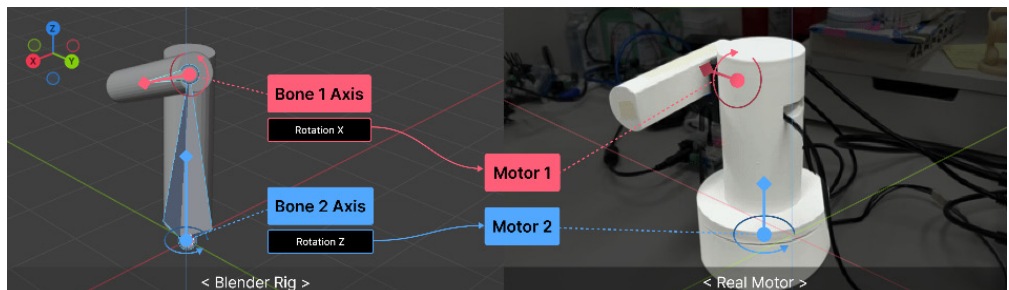 Z
X
Y
Bone 1 Axis
Rotation X
Motor 1
Bone 2 Axis
Rotation Z
Motor 2
< Blender Rig >
< Real Motor >